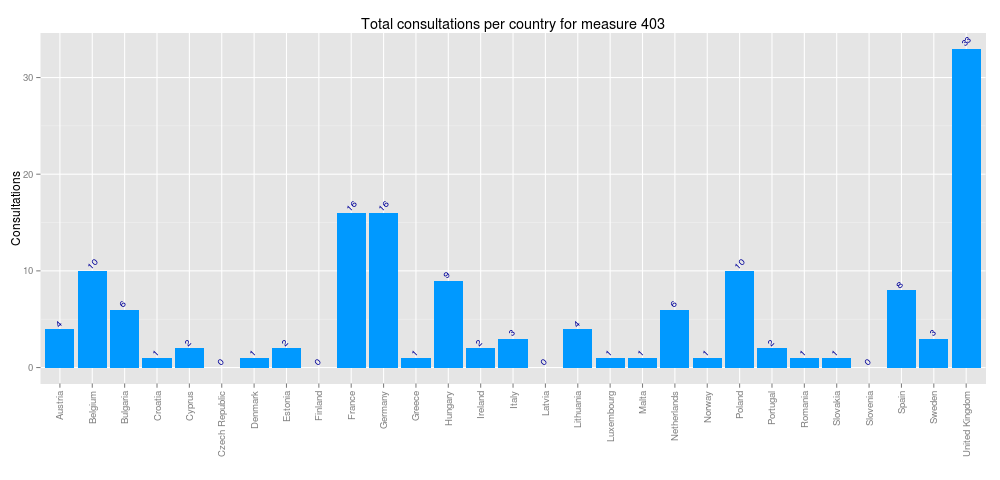 Total consultations per country for measure 403
Consultations
30
20
10
0
4
10
6
1
2
0
1
2
0
16
16
1
9
2
3
0
4
1
1
6
1
10
2
1
1
0
8
3
33
Austria
Belgium
Bulgaria
Croatia
Cyprus
Czech Republic
Denmark
Estonia
Finland
France
Germany
Greece
Hungary
Ireland
Italy
Latvia
Lithuania
Luxembourg
Malta
Netherlands
Norway
Poland
Portugal
Romania
Slovakia
Slovenia
Spain
Sweden
United Kingdom